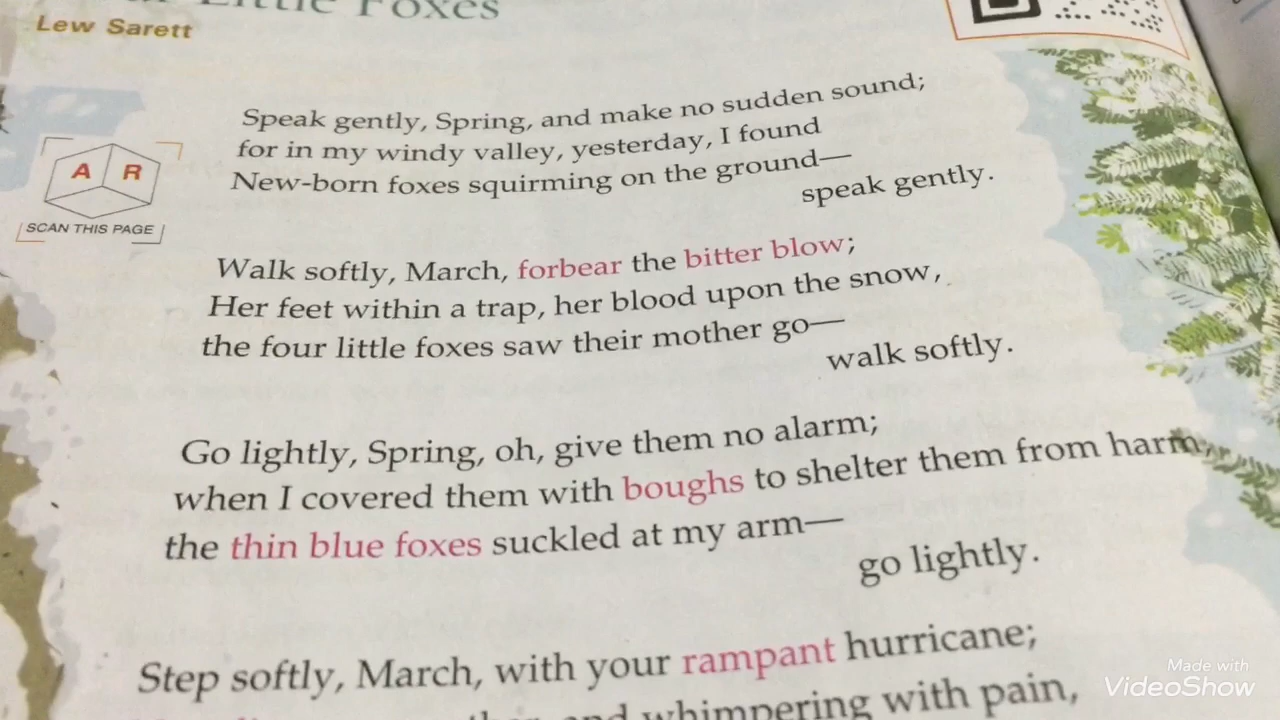 Little Foxes
Lew Sarett
Speak gently, Spring, and make no sudden sound;
for in my windy valley, yesterday, I found
New-born foxes squirming on the ground—
speak gently.
A R
SCAN THIS PAGE
Walk softly, March, forbear the bitter blow;
Her feet within a trap, her blood upon the snow,
the four little foxes saw their mother go—
walk softly.
Go lightly, Spring, oh, give them no alarm;
when I covered them with boughs to shelter them from harm,
the thin blue foxes suckled at my arm—
go lightly.
Step softly, March, with your rampant hurricane;
and whimpering with pain,
Made with
VideoShow